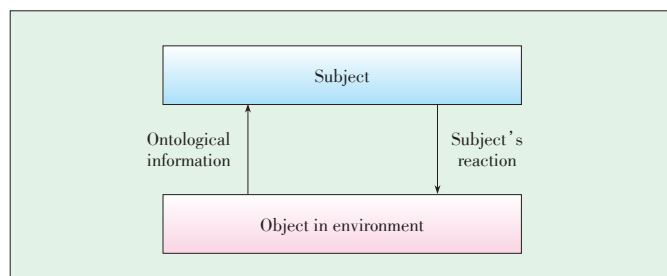 Subject
Ontological
information
Subject's
reaction
Object in environment